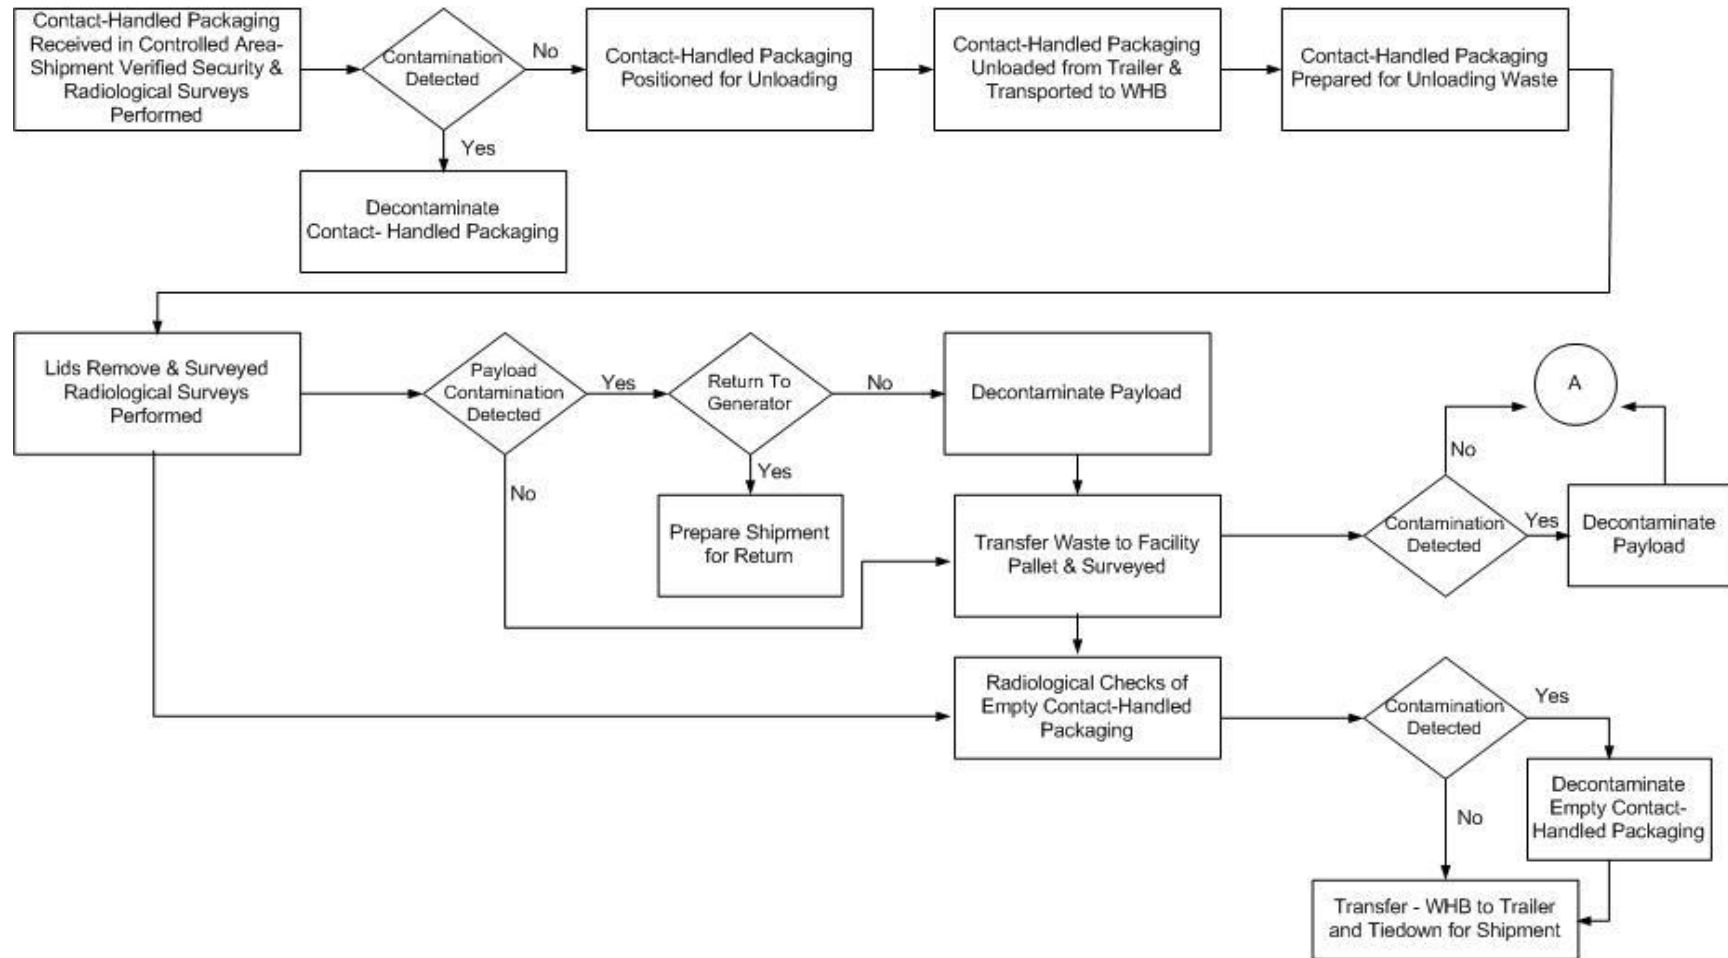 Contact-Handled Packaging
Received in Controlled Area-
Shipment Verified Security &
Radiological Surveys
Performed
Contamination
Detected
No
Yes
Contact-Handled Packaging
Positioned for Unloading
Contact-Handled Packaging
Unloaded from Trailer &
Transported to WHB
Contact-Handled Packaging
Prepared for Unloading Waste
Decontaminate
Contact- Handled Packaging
Lids Remove & Surveyed
Radiological Surveys
Performed
Payload
Contamination
Detected
Yes
No
Return To
Generator
No
Yes
Decontaminate Payload
Prepare Shipment
for Return
Transfer Waste to Facility
Pallet & Surveyed
A
No
Contamination
Detected
Yes
Decontaminate
Payload
Radiological Checks of
Empty Contact-Handled
Packaging
Contamination
Detected
Yes
No
Decontaminate
Empty Contact-
Handled Packaging
Transfer - WHB to Trailer
and Tiedown for Shipment